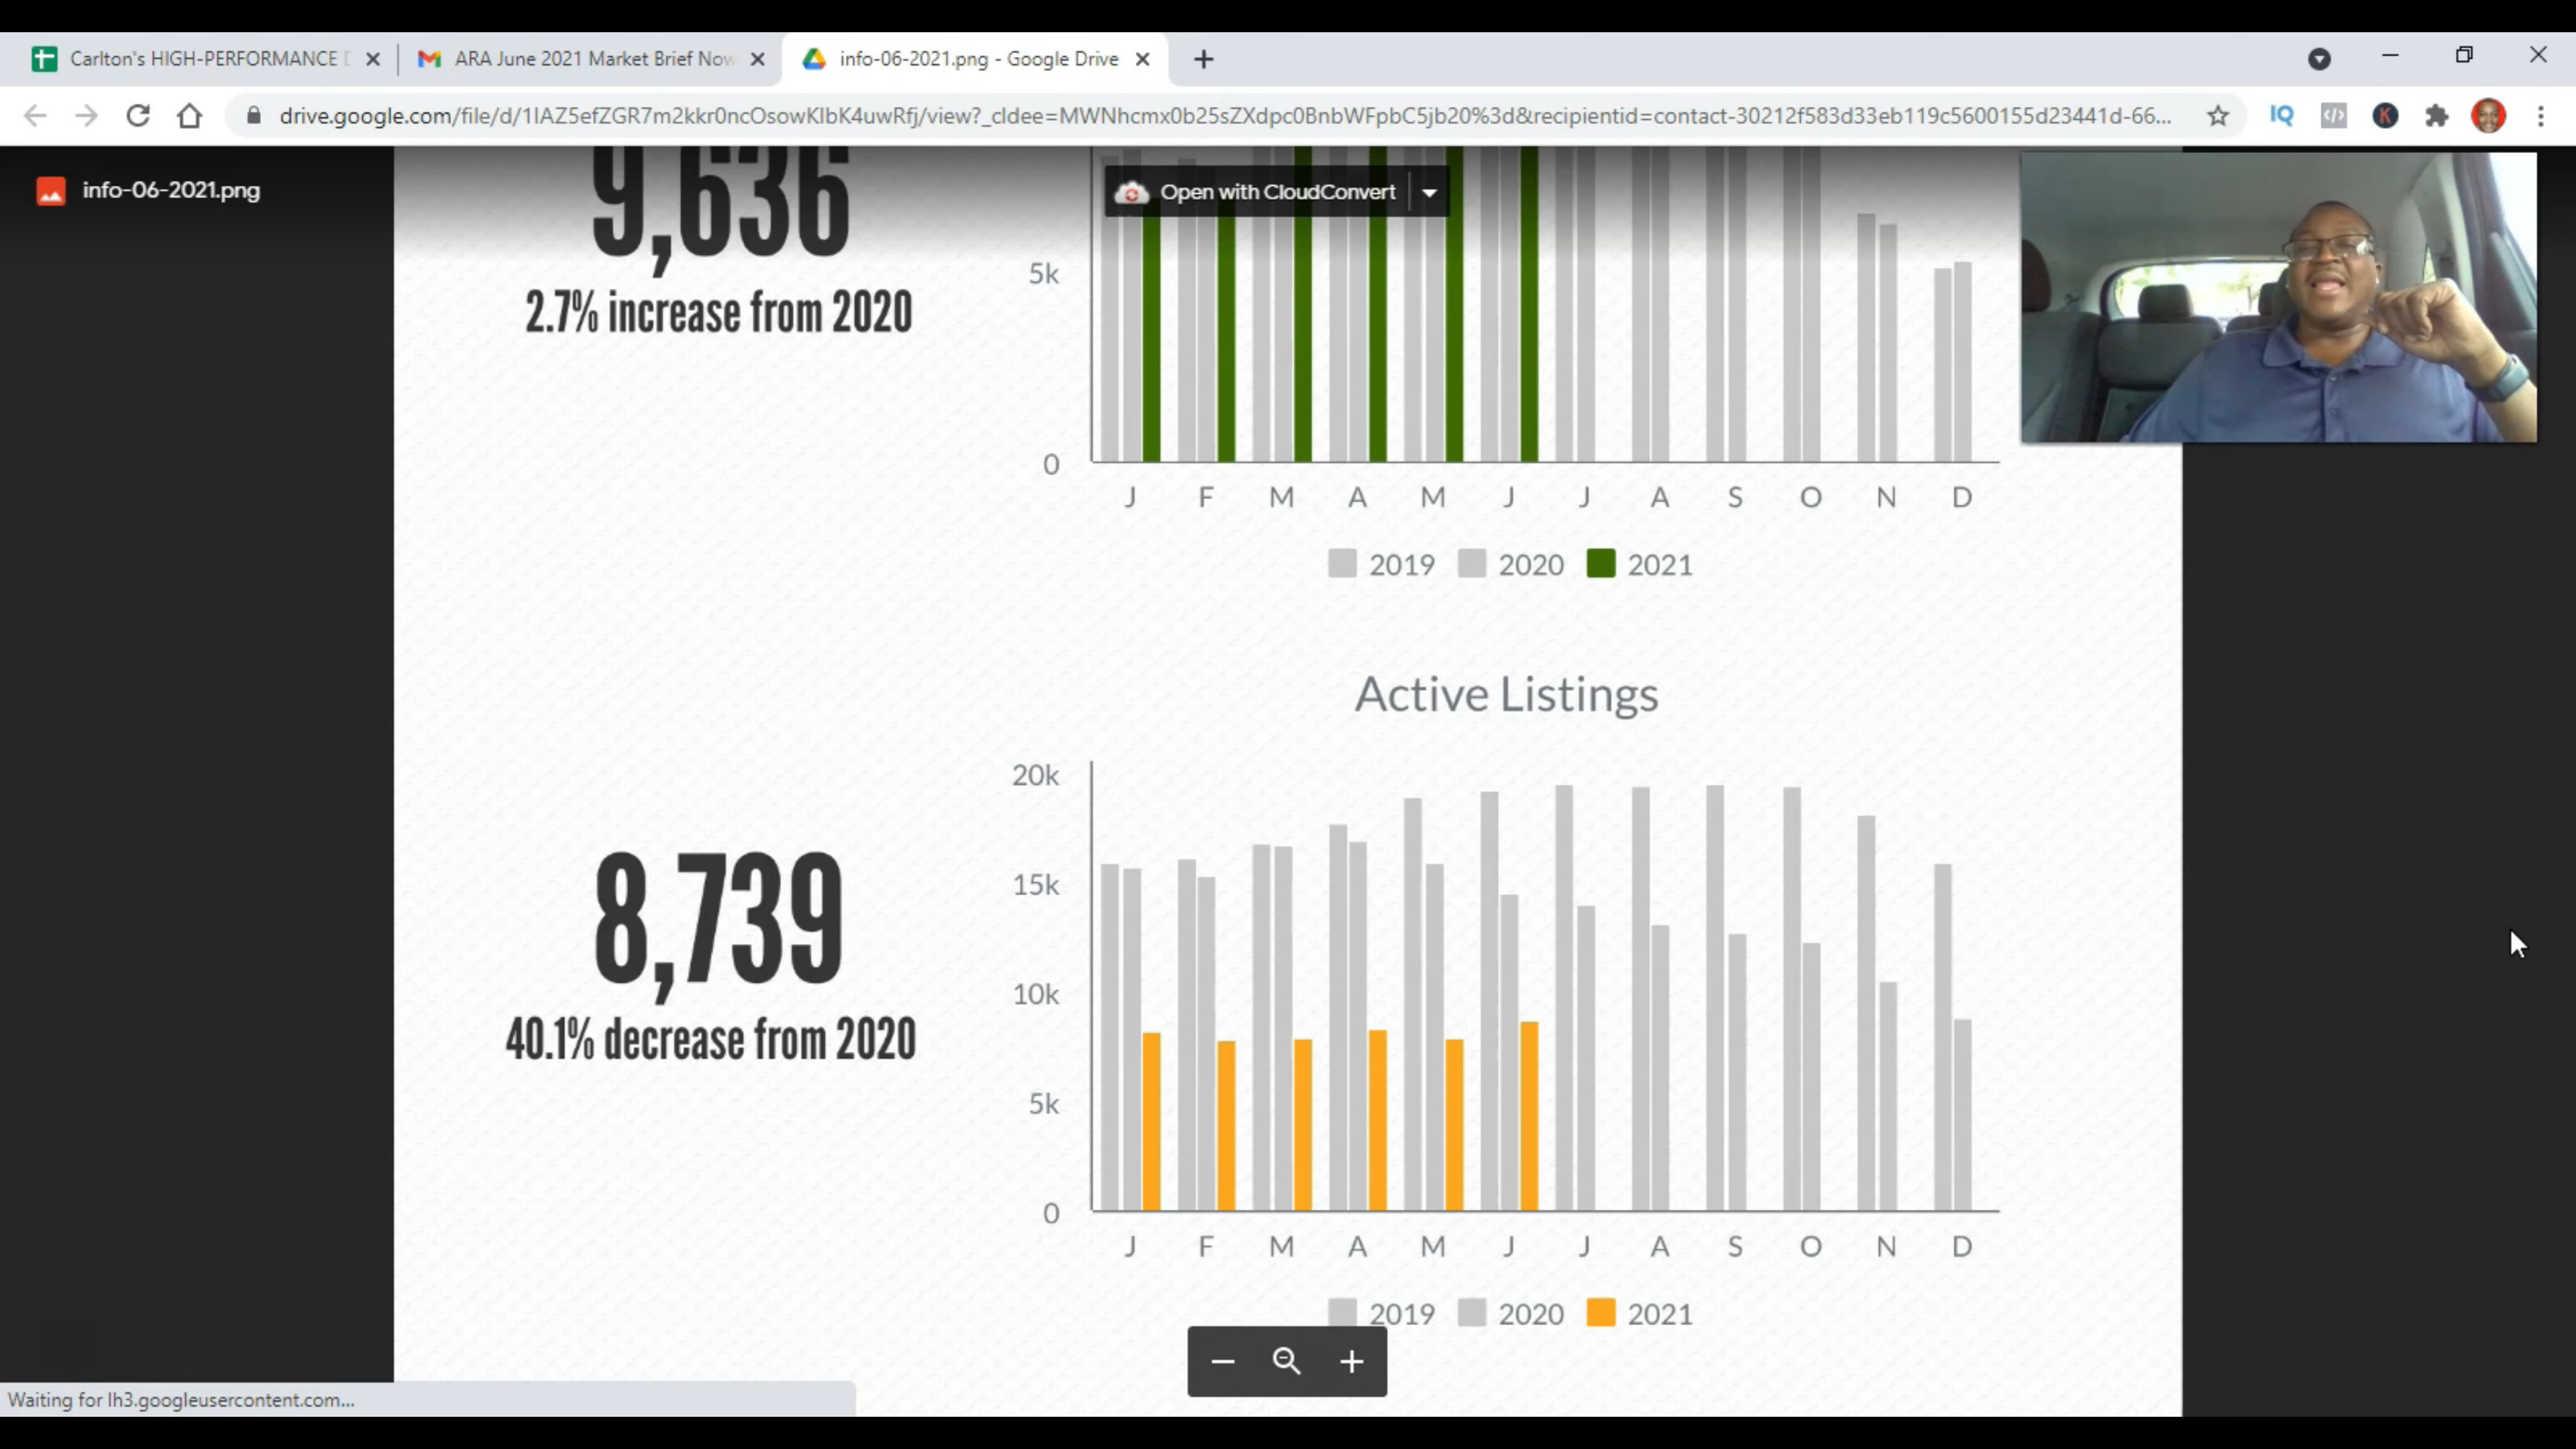 Carlton's HIGH-PERFORMANCE
ARA June 2021 Market Brief Now
info-06-2021.png - Google Drive
drive.google.com/file/d/1IAZ5efZGR7m2kkr0ncOsowKIbK4uwRfj/view?_cldee=MWNhcmx0b25sZXdpc0BnbWFpbC5jb20%3d&recipientid=contact-30212f583d33eb119c5600155d23441d-66...
IQ
K
info-06-2021.png
Open with CloudConvert
9,636
2.7% increase from 2020
5k
0
J F M A M J J A S O N D
2019 2020 2021
Active Listings
20k
15k
10k
5k
0
8,739
40.1% decrease from 2020
J F M A M J J A S O N D
2019 2020 2021
Waiting for lh3.googleusercontent.com...